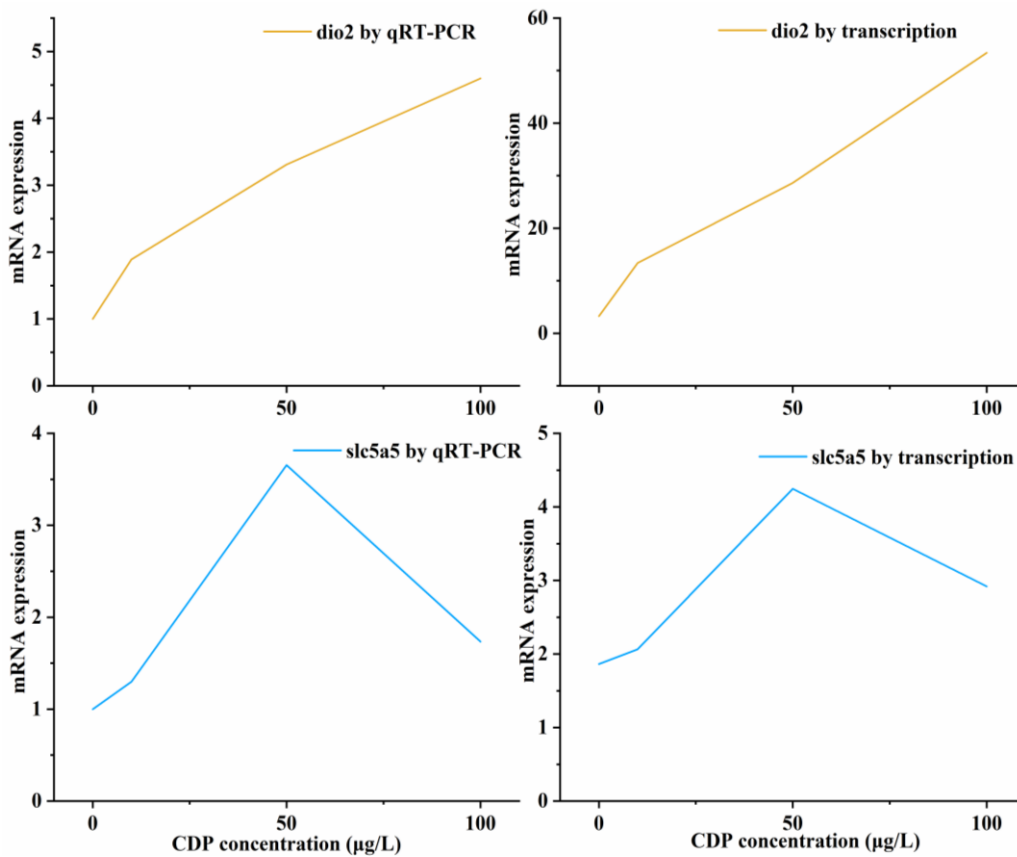 dio2 by qRT-PCR
mRNA expression
5
4
3
2
1
0
0 50 100
dio2 by transcription
mRNA expression
60
40
20
0
0 50 100
slc5a5 by qRT-PCR
mRNA expression
4
3
2
1
0
0 50 100
CDP concentration (μg/L)
slc5a5 by transcription
mRNA expression
5
4
3
2
1
0
0 50 100
CDP concentration (μg/L)